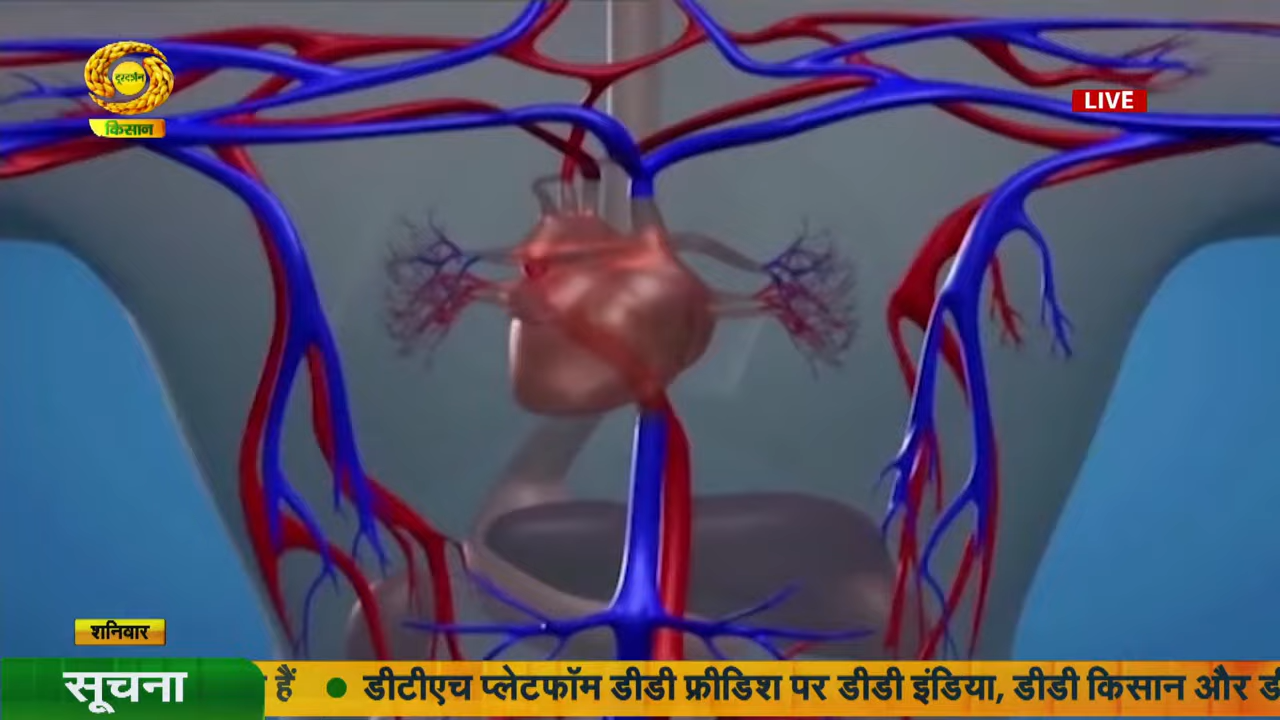 दूरदर्शन
किसान
LIVE
शनिवार
सूचना
हैं ● डीटीएच प्लेटफॉम डीडी फ्रीडिश पर डीडी इंडिया, डीडी किसान और